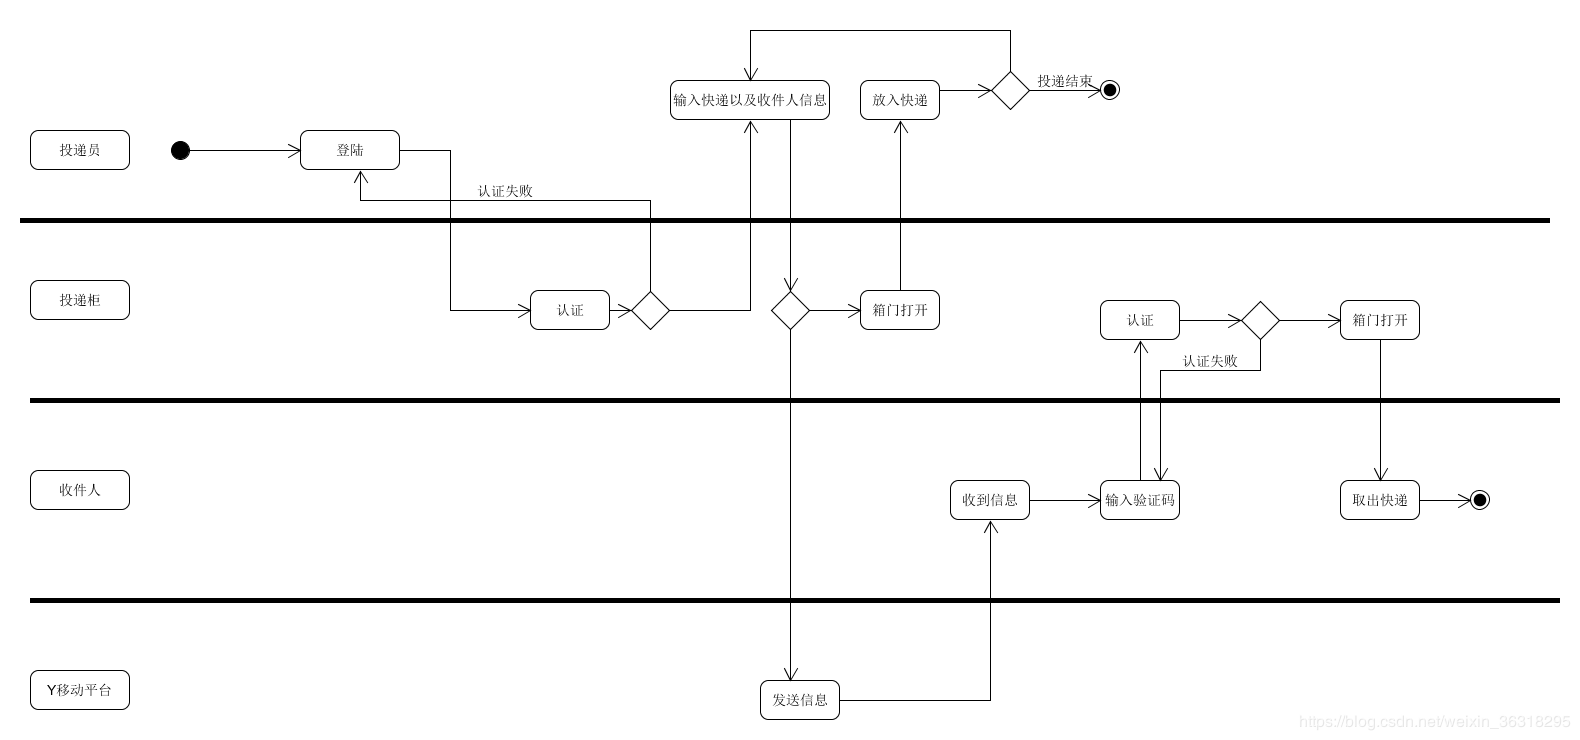 投递结束
输入快递以及收件人信息
放入快递
投递员
登陆
认证失败
投递柜
认证
箱门打开
认证
箱门打开
认证失败
收件人
收到信息
输入验证码
取出快递
Y移动平台
发送信息
https://blog.csdn.net/weixin_36318295